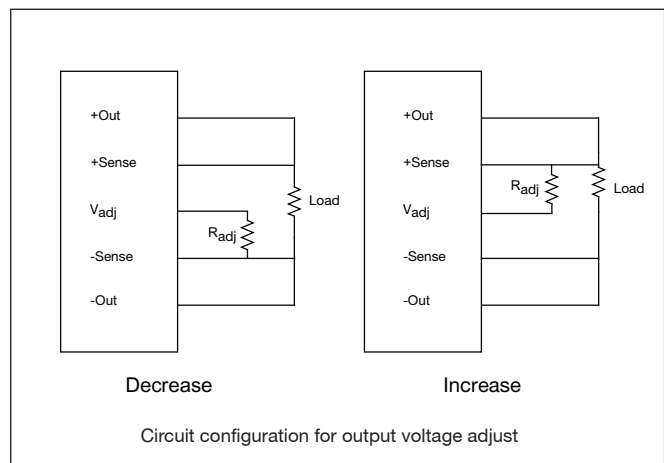 +Out
+Sense
Vadj
-Sense
-Out
Radj
Load
Decrease
+Out
+Sense
Vadj
-Sense
-Out
Radj
Load
Increase
Circuit configuration for output voltage adjust